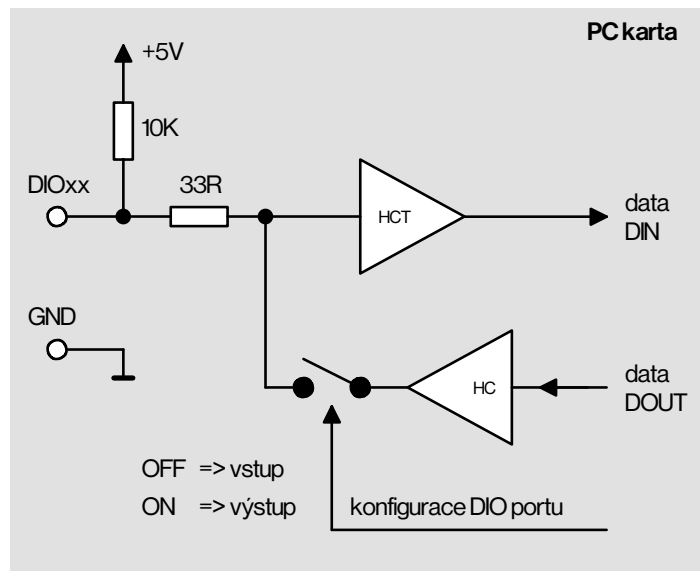 PC karta
+5V
10K
DIOxx
33R
HCT
data
DIN
GND
HC
data
DOUT
OFF => vstup
ON => výstup
konfigurace DIO portu